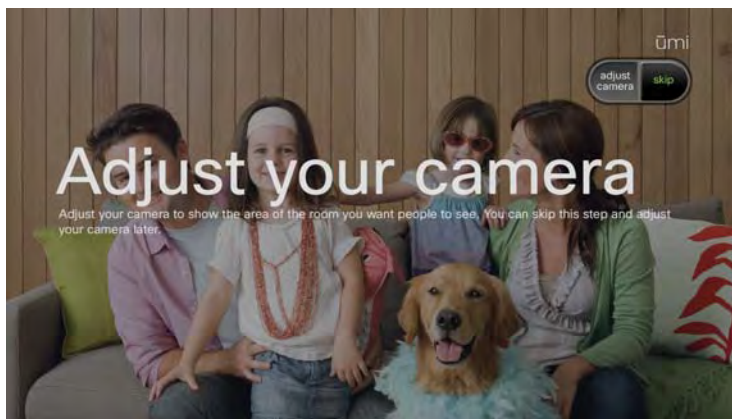 ūmi
adjust
camera
skip
Adjust your camera
Adjust your camera to show the area of the room you want people to see. You can skip this step and adjust
your camera later.